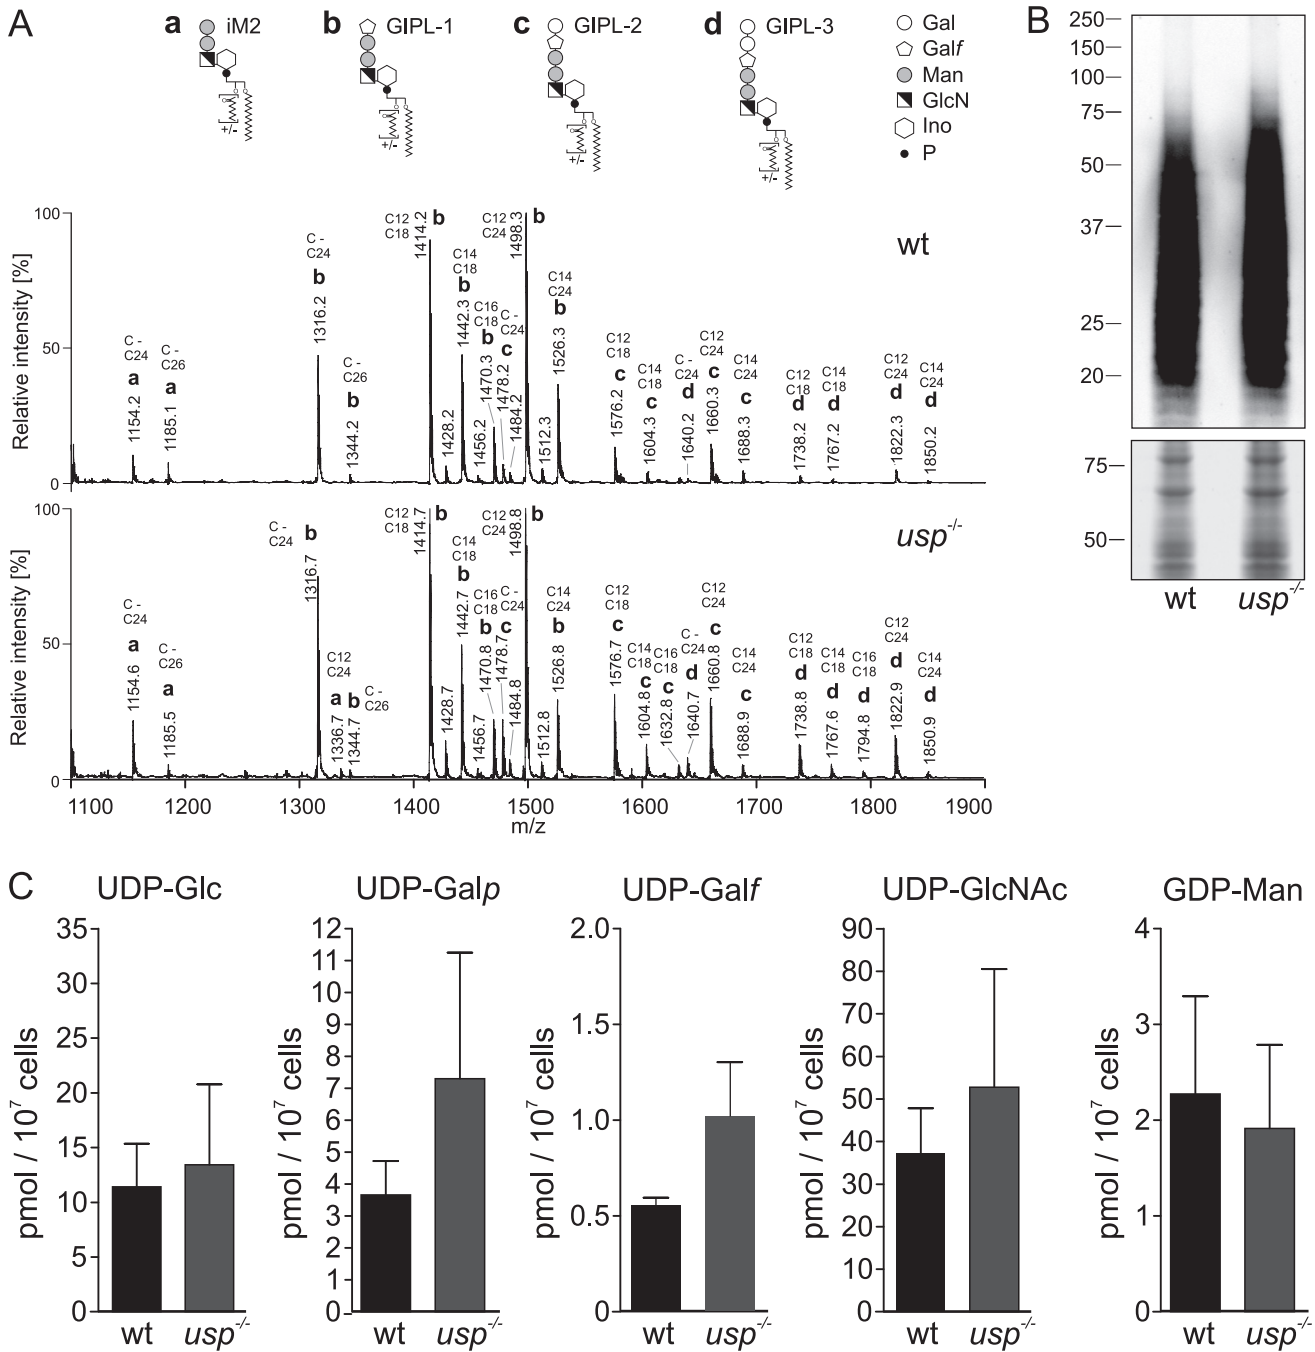 A
a iM2
b GIPL-1
c GIPL-2
d GIPL-3
Gal
Galf
Man
GlcN
Ino
P
+/-
+/-
+/-
+/-
B
250
150
100
75
50
37
25
20
75
50
wt usp-/-
Relative intensity [%]
100
50
0
wt
C - C24 a 1154.2
C - C26 a 1185.1
C - C24 b 1316.2
C - C26 b 1344.2
C12 C18 1414.2 b
1428.2
C14 C18 b 1442.3
1456.2
C16 C18 b 1470.3
C - C24 c 1478.2
1484.2
C12 C24 1498.3 b
1512.3
C14 C24 b 1526.3
C12 C18 c 1576.2
C14 C18 c 1604.3
C - C24 d 1640.2
C12 C24 c 1660.3
C14 C24 c 1688.3
C12 C18 d 1738.2
C14 C18 d 1767.2
C12 C24 d 1822.3
C14 C24 d 1850.2
Relative intensity [%]
100
50
0
usp-/-
C - C24 a 1154.6
C - C26 a 1185.5
C - C24 b 1316.7
C12 C24 a 1336.7
b C - C26 1344.7
C12 C18 1414.7 b
1428.7
C14 C18 b 1442.7
1456.7
C16 C18 b 1470.8
C - C24 c 1478.7
1484.8
C12 C24 1498.8 b
1512.8
C14 C24 b 1526.8
C12 C18 c 1576.7
C14 C18 c 1604.8
C16 C18 c 1632.8
C - C24 d 1640.7
C12 C24 c 1660.8
C14 C24 c 1688.9
C12 C18 d 1738.8
C14 C18 d 1767.6
C16 C18 d 1794.8
C12 C24 d 1822.9
C14 C24 d 1850.9
1100 1200 1300 1400 1500 1600 1700 1800 1900
m/z
C
UDP-Glc
pmol / 10^7 cells
35
30
25
20
15
10
5
0
wt usp-/-
UDP-Galp
pmol / 10^7 cells
12
11
10
9
8
7
6
5
4
3
2
1
0
wt usp-/-
UDP-Galf
pmol / 10^7 cells
2.0
1.5
1.0
0.5
0
wt usp-/-
UDP-GlcNAc
pmol / 10^7 cells
90
80
70
60
50
40
30
20
10
0
wt usp-/-
GDP-Man
pmol / 10^7 cells
4
3
2
1
0
wt usp-/-